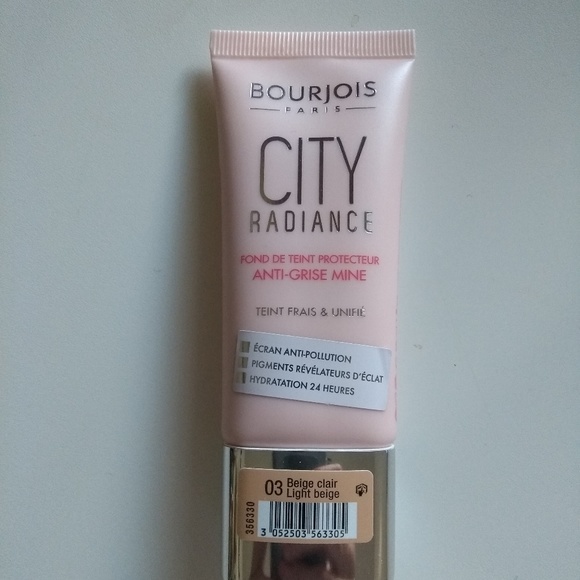 BOURJOIS
PARIS
CITY
RADIANCE
FOND DE TEINT PROTECTEUR
ANTI-GRISE MINE
TEINT FRAIS & UNIFIÉ
ÉCRAN ANTI-POLLUTION
PIGMENTS RÉVÉLATEURS D'ÉCLAT
HYDRATATION 24 HEURES
03 Beige clair
Light beige
356330
3 052503 563305